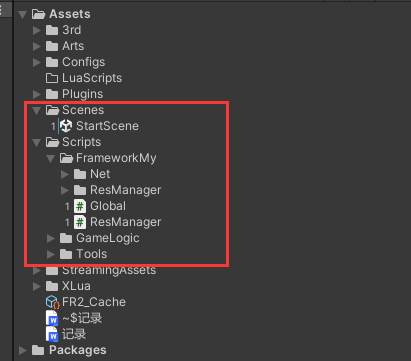 Assets
3rd
Arts
Configs
LuaScripts
Plugins
Scenes
1 StartScene
Scripts
FrameworkMy
Net
ResManager
1 # Global
1 # ResManager
GameLogic
Tools
StreamingAssets
XLua
FR2_Cache
~$记录
记录
Packages